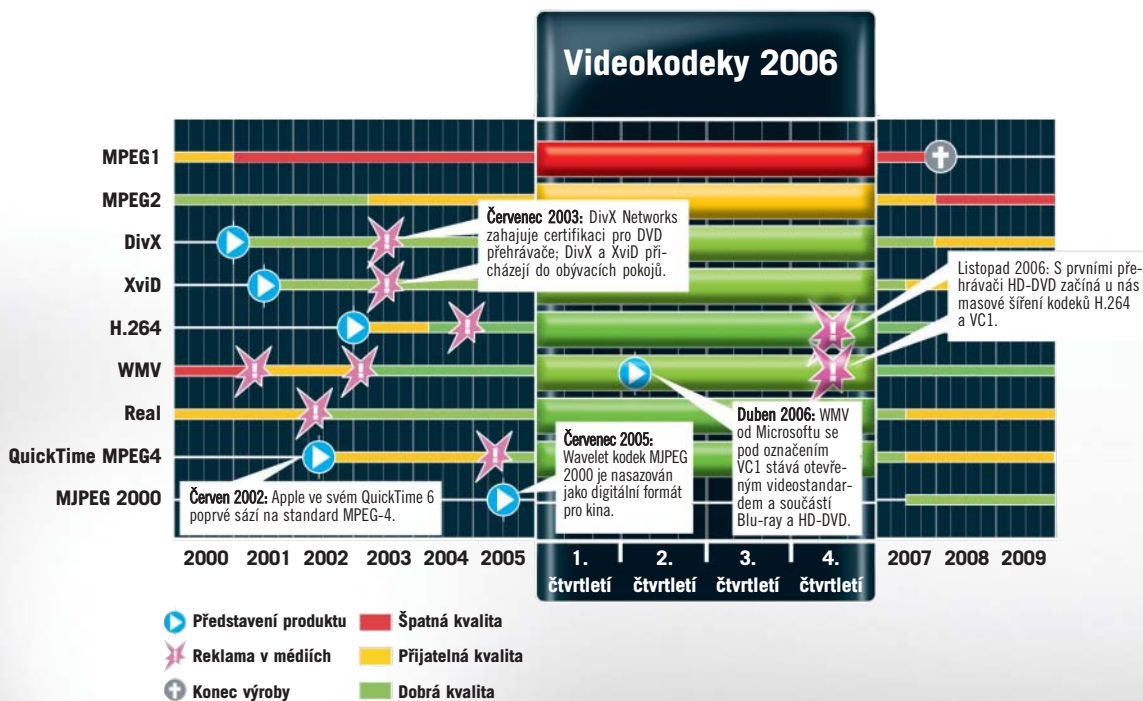 Videokodeky 2006
MPEG1
MPEG2
DivX
XviD
H.264
WMV
Real
QuickTime MPEG4
MJPEG 2000
Červenec 2003: DivX Networks
zahajuje certifikaci pro DVD
přehrávače; DivX a XviD při-
cházejí do obývacích pokojů.
Listopad 2006: S prvními pře-
hrávači HD-DVD začíná u nás
masové šíření kodeků H.264
a VC1.
Duben 2006: WMV
od Microsoftu se
pod označením
VC1 stává otevře-
ným videostandar-
dem a součástí
Blu-ray a HD-DVD.
Červenec 2005:
Wavelet kodek MJPEG
2000 je nasazován
jako digitální formát
pro kina.
Červen 2002: Apple ve svém QuickTime 6
poprvé sází na standard MPEG-4.
2000 2001 2002 2003 2004 2005 1. 2. 3. 4. 2007 2008 2009
čtvrtletí čtvrtletí čtvrtletí čtvrtletí
Představení produktu
Reklama v médiích
Konec výroby
Špatná kvalita
Přijatelná kvalita
Dobrá kvalita